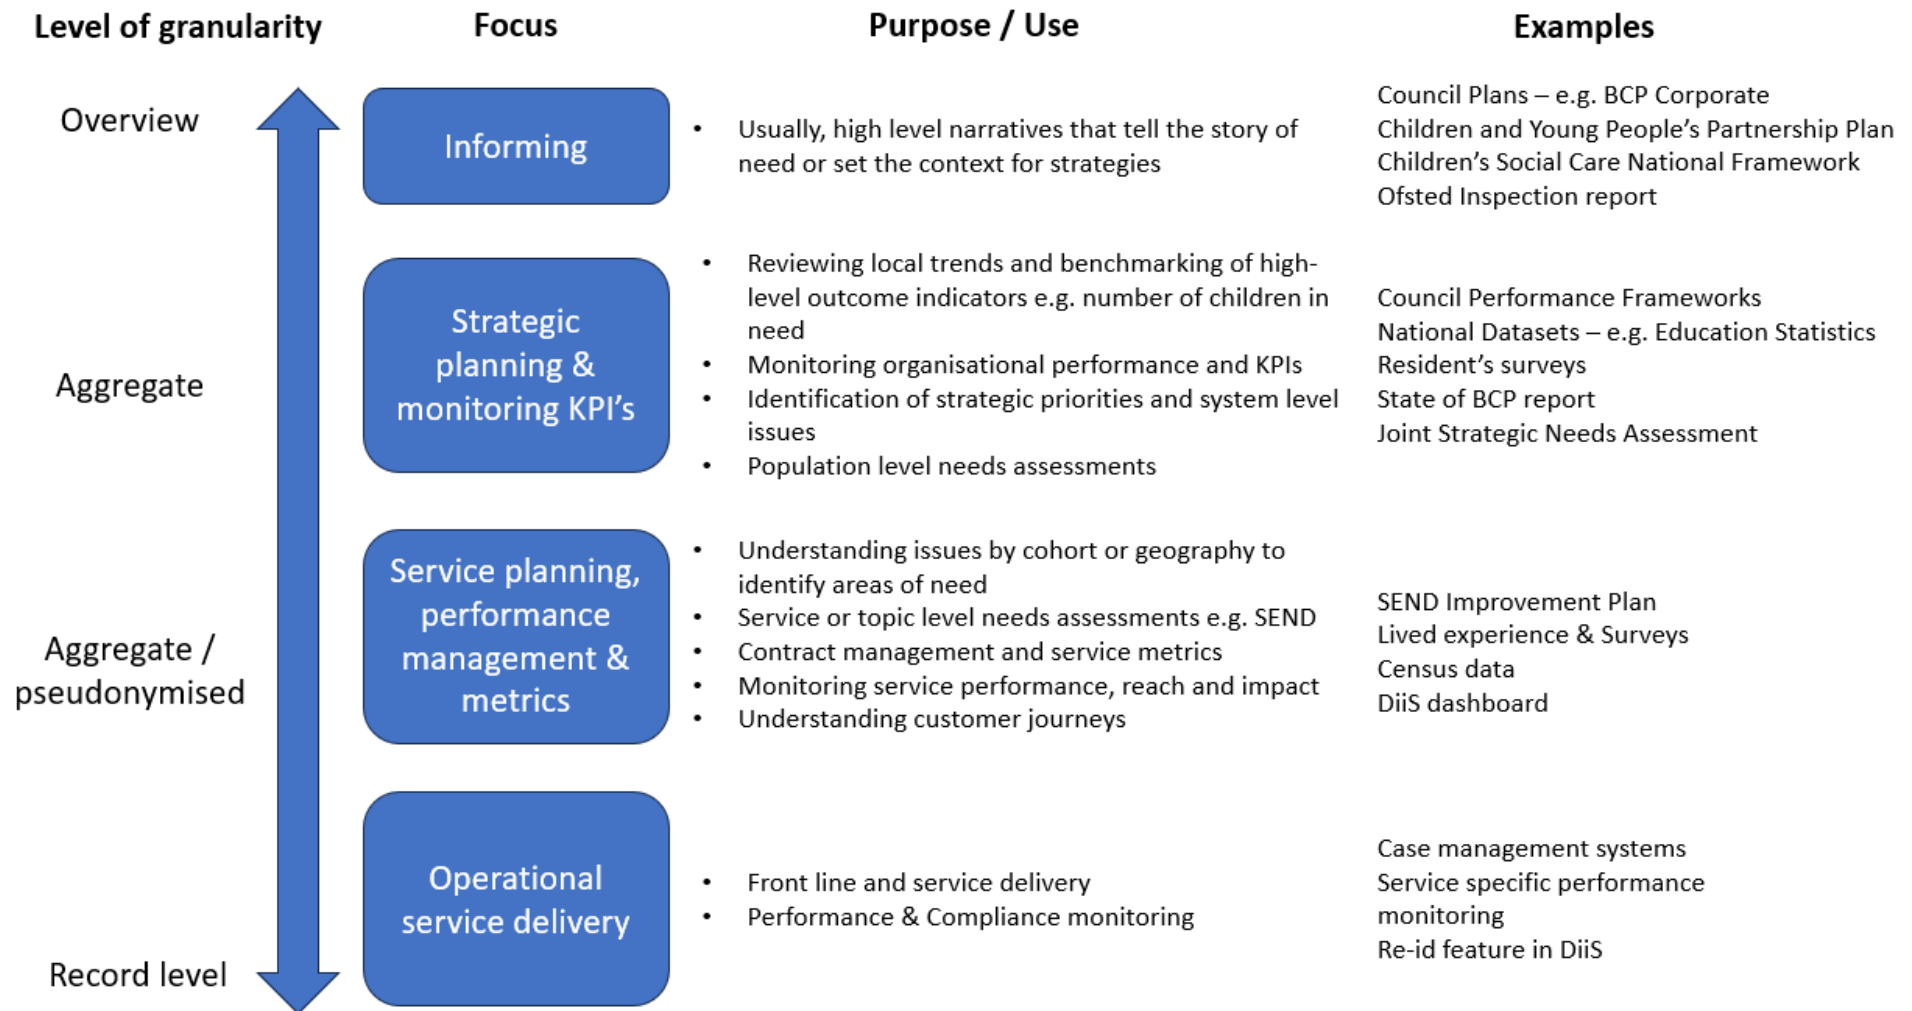 Level of granularity
Focus
Purpose / Use
Examples
Overview
Informing
• Usually, high level narratives that tell the story of
need or set the context for strategies
Council Plans – e.g. BCP Corporate
Children and Young People’s Partnership Plan
Children’s Social Care National Framework
Ofsted Inspection report
Aggregate
Strategic
planning &
monitoring KPI’s
• Reviewing local trends and benchmarking of high-
level outcome indicators e.g. number of children in
need
• Monitoring organisational performance and KPIs
• Identification of strategic priorities and system level
issues
• Population level needs assessments
Council Performance Frameworks
National Datasets – e.g. Education Statistics
Resident’s surveys
State of BCP report
Joint Strategic Needs Assessment
Aggregate /
pseudonymised
Service planning,
performance
management &
metrics
• Understanding issues by cohort or geography to
identify areas of need
• Service or topic level needs assessments e.g. SEND
• Contract management and service metrics
• Monitoring service performance, reach and impact
• Understanding customer journeys
SEND Improvement Plan
Lived experience & Surveys
Census data
DiiS dashboard
Record level
Operational
service delivery
• Front line and service delivery
• Performance & Compliance monitoring
Case management systems
Service specific performance
monitoring
Re-id feature in DiiS